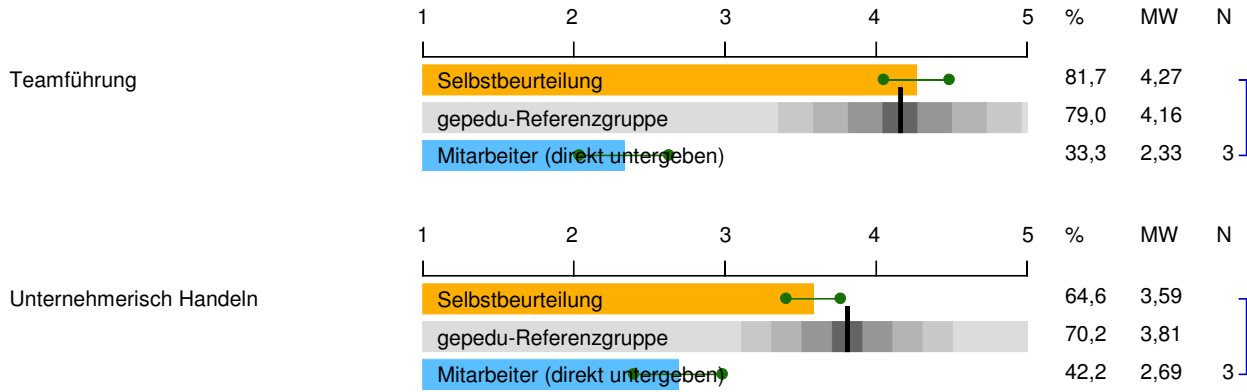 1 2 3 4 5 % MW N
Teamführung Selbstbeurteilung 81,7 4,27
gepedu-Referenzgruppe 79,0 4,16
Mitarbeiter (direkt untergeben) 33,3 2,33 3
1 2 3 4 5 % MW N
Unternehmerisch Handeln Selbstbeurteilung 64,6 3,59
gepedu-Referenzgruppe 70,2 3,81
Mitarbeiter (direkt untergeben) 42,2 2,69 3